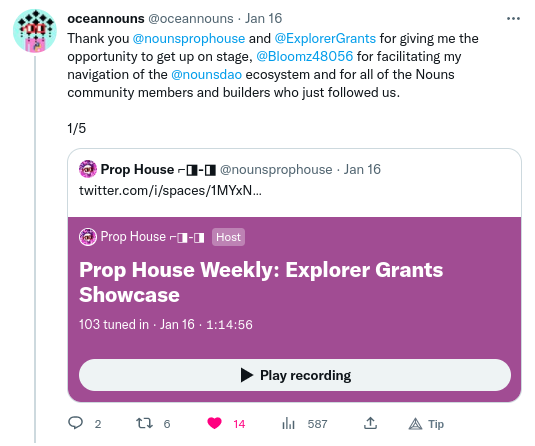 oceannouns @oceannouns · Jan 16
Thank you @nounsprophouse and @ExplorerGrants for giving me the
opportunity to get up on stage, @Bloomz48056 for facilitating my
navigation of the @nounsdao ecosystem and for all of the Nouns
community members and builders who just followed us.
1/5
Prop House ⌐◨-◨ @nounsprophouse · Jan 16
twitter.com/i/spaces/1MYxN...
Prop House ⌐◨-◨ Host
Prop House Weekly: Explorer Grants
Showcase
103 tuned in · Jan 16 · 1:14:56
Play recording
2 6 14 587 Tip